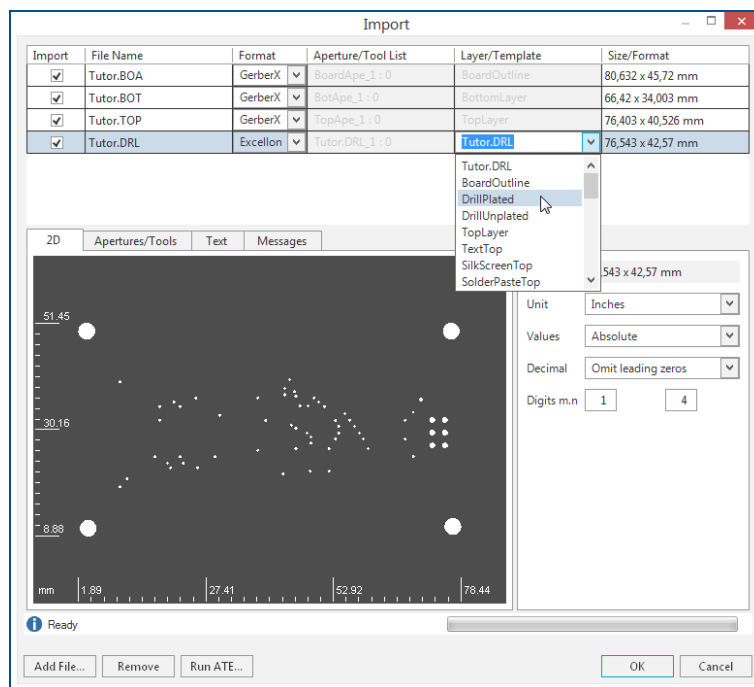 Import
Import File Name Format Aperture/Tool List Layer/Template Size/Format
Tutor.BOA GerberX BoardApe_1 : 0 BoardOutline 80,632 x 45,72 mm
Tutor.BOT GerberX BotApe_1 : 0 BottomLayer 66,42 x 34,003 mm
Tutor.TOP GerberX TopApe_1 : 0 TopLayer 76,403 x 40,526 mm
Tutor.DRL Excellon Tutor.DRL_1 : 0 Tutor.DRL 76,543 x 42,57 mm
Tutor.DRL
BoardOutline
DrillPlated
DrillUnplated
TopLayer
TextTop
SilkScreenTop
SolderPasteTop
2D Apertures/Tools Text Messages
,543 x 42,57 mm
Unit Inches
Values Absolute
Decimal Omit leading zeros
Digits m.n 1 4
51.45
30.16
8.88
mm 1.89 27.41 52.92 78.44
Ready
Add File... Remove Run ATE... OK Cancel